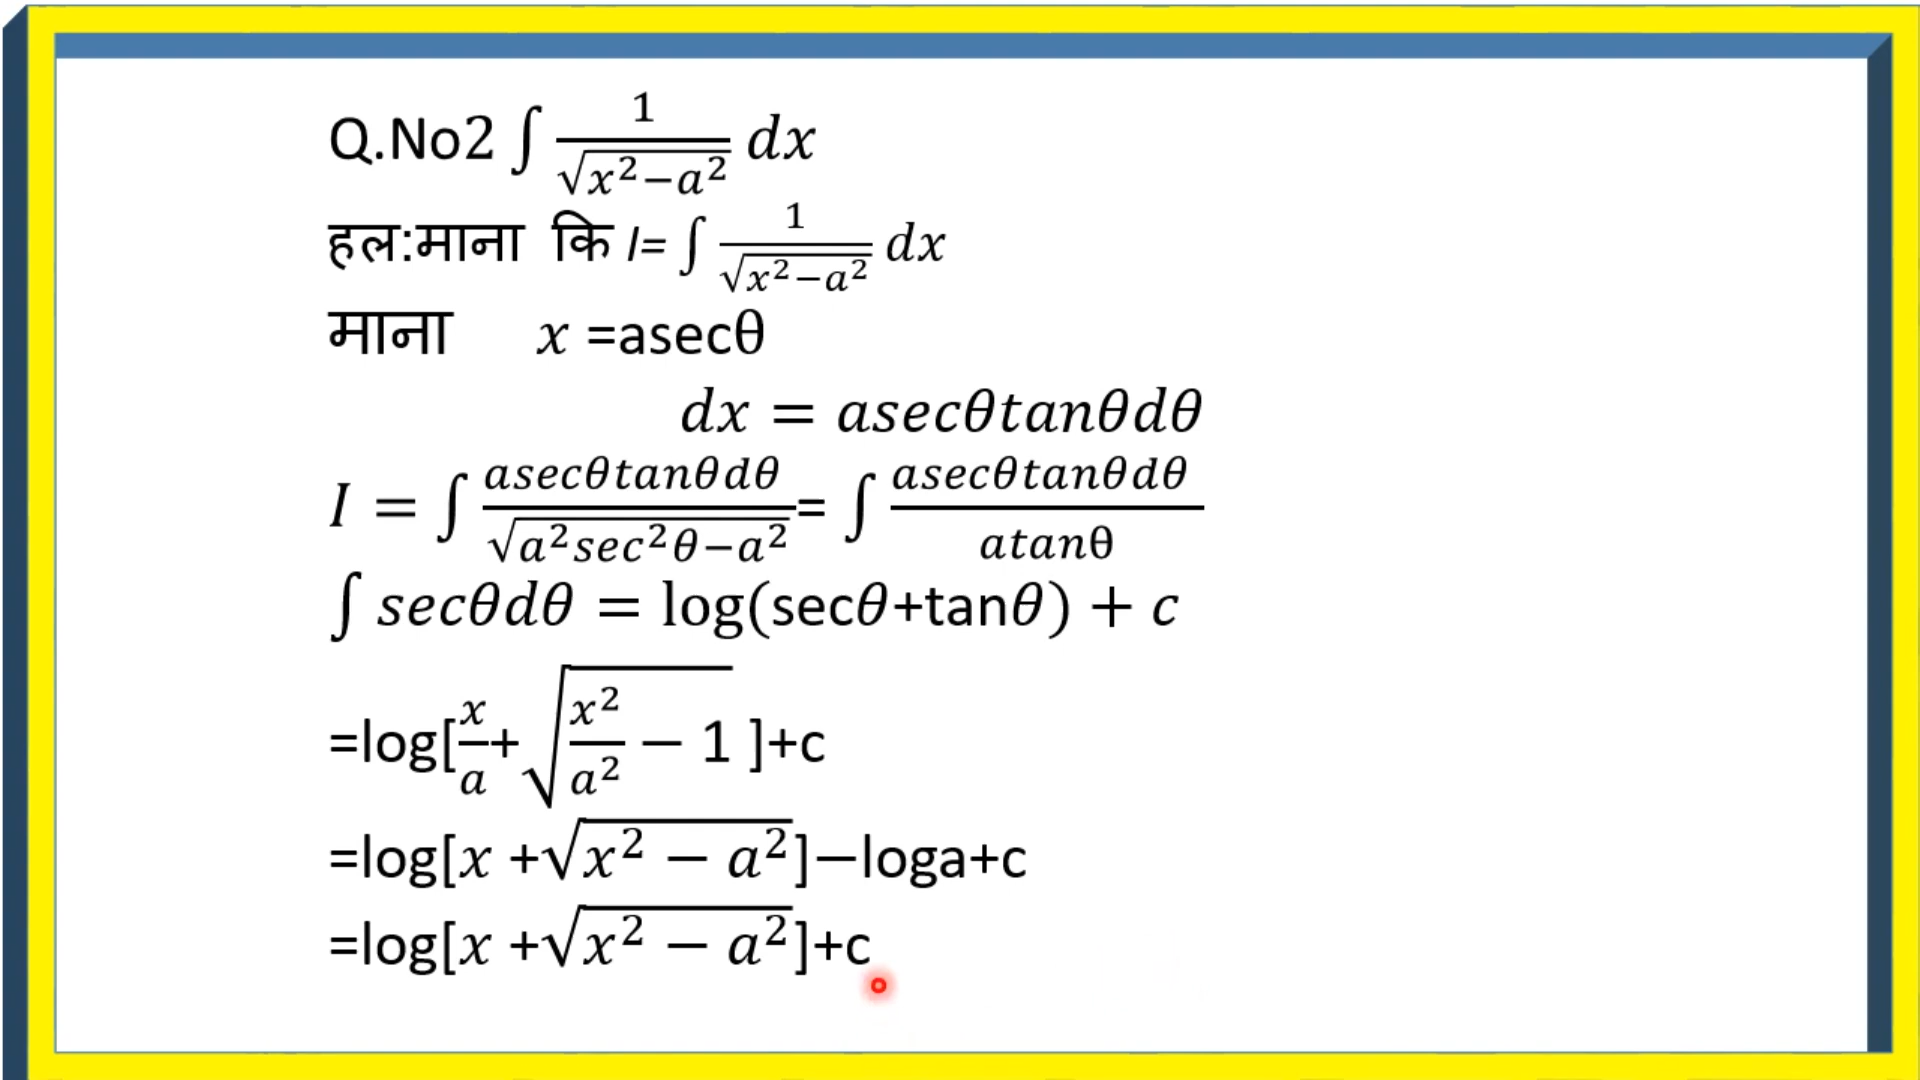 Q.No2 ∫ 1/√(x²−a²) dx
हल:माना कि I= ∫ 1/√(x²−a²) dx
माना x =asecθ
dx = asecθtanθdθ
I = ∫ asecθtanθdθ/√(a²sec²θ−a²) = ∫ asecθtanθdθ/atanθ
∫ secθdθ = log(secθ+tanθ) + c
=log[x/a+√(x²/a² − 1) ]+c
=log[x +√(x² − a²)]−loga+c
=log[x +√(x² − a²)]+c